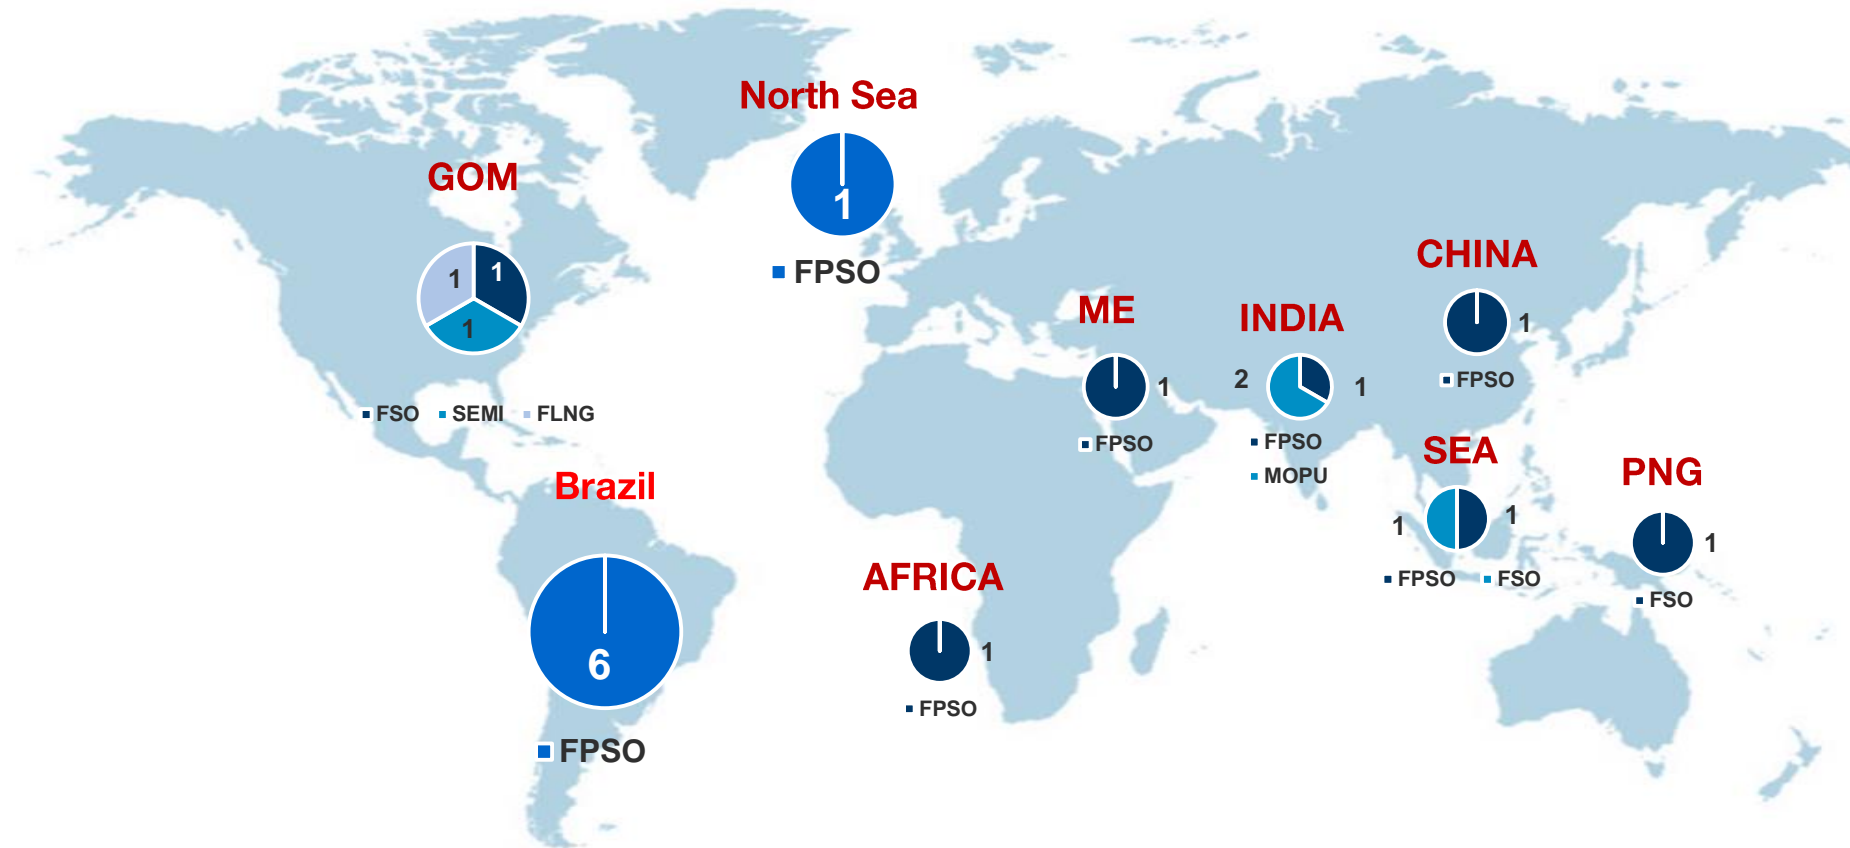 North Sea
1
FPSO
GOM
1 1
1
FSO SEMI FLNG
CHINA
1
FPSO
ME
1
FPSO
INDIA
2 1
FPSO
MOPU
SEA
1 1
FPSO FSO
PNG
1
FSO
Brazil
6
FPSO
AFRICA
1
FPSO